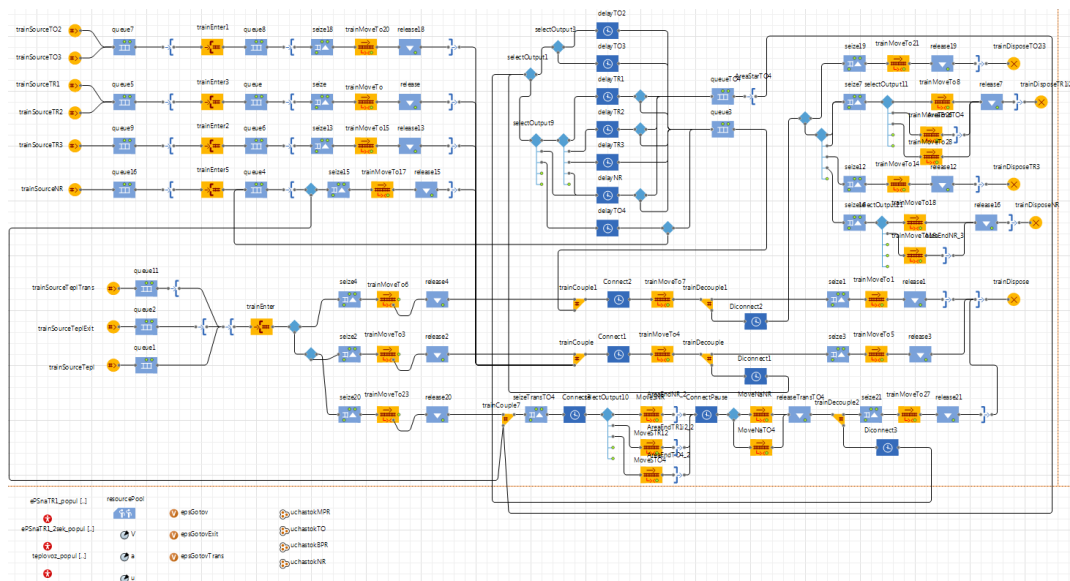 trainSourceTO2
trainSourceTO3
queue7
trainEnter1
queue8
seize18
trainMoveTo20
release18
trainSourceTR1
trainSourceTR2
queue5
trainEnter3
queue
seize
trainMoveTo
release
trainSourceTR3
queue9
trainEnter2
queue6
seize13
trainMoveTo15
release13
trainSourceNR
queue16
trainEnter5
queue4
seize15
trainMoveTo17
release15
selectOutput1
selectOutput9
delayTO2
delayTO3
delayTR1
delayTR2
delayTR3
delayNR
delayTO4
queueTO4
AreaStarTO4
queue3
seize19
trainMoveTo21
release19
trainDisposeTO23
seize7
selectOutput11
trainMoveTo8
release7
trainMoveTo28
seize12
trainMoveTo14
release12
trainDisposeTR3
trainMoveTo18
release16
trainDisposeNR
trainSourceTeplTrans
queue11
trainSourceTeplExit
queue2
trainSourceTepl
queue1
trainEnter
seize4
trainMoveTo6
release4
seize2
trainMoveTo3
release2
seize20
trainMoveTo23
release20
trainCouple1
Connect2
trainMoveTo7
trainDecouple1
Diconnect2
seize1
trainMoveTo1
release1
trainDispose
trainCouple
Connect1
trainMoveTo4
trainDecouple
Diconnect1
seize3
trainMoveTo5
release3
trainCouple7
seizeTransTO4
selectOutput10
MoveSTR12
MoveSTO4
ConnectPause
MoveNaNR
MoveNaTO4
releaseTransTO4
trainDecouple2
Diconnect3
seize21
trainMoveTo27
release21
ePSnaTR1_popul [..]
ePSnaTR1_2sek_popul [..]
teplovoz_popul [..]
resourcePool
V
a
u
epsGotov
epsGotovExit
epsGotovTrans
uchastokMPR
uchastokTO
uchastokBPR
uchastokNR